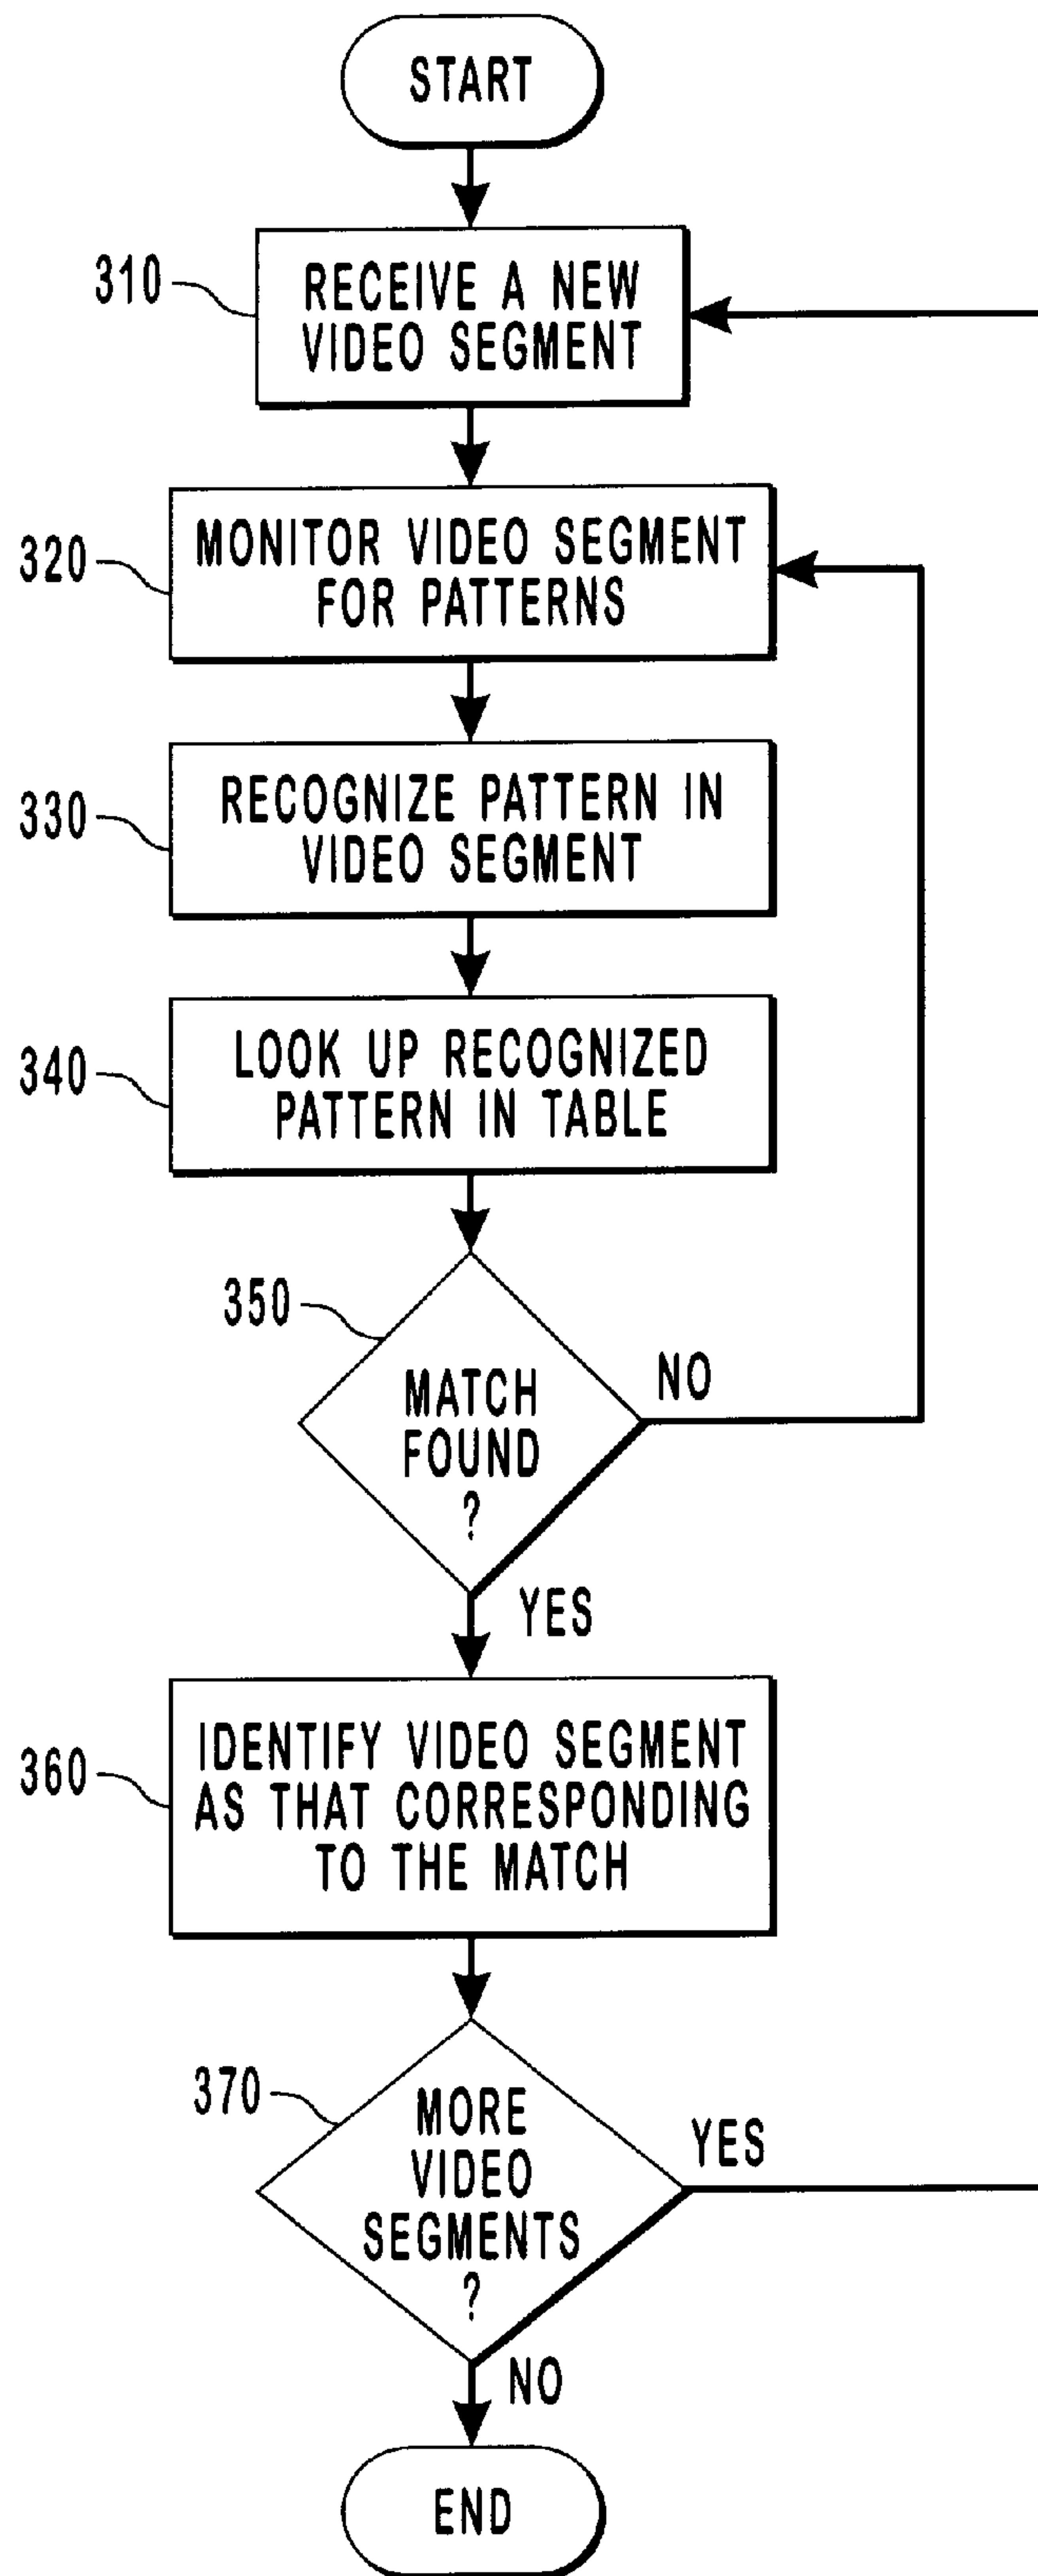 START
310
RECEIVE A NEW
VIDEO SEGMENT
320
MONITOR VIDEO SEGMENT
FOR PATTERNS
330
RECOGNIZE PATTERN IN
VIDEO SEGMENT
340
LOOK UP RECOGNIZED
PATTERN IN TABLE
350
MATCH
FOUND
?
NO
YES
360
IDENTIFY VIDEO SEGMENT
AS THAT CORRESPONDING
TO THE MATCH
370
MORE
VIDEO
SEGMENTS
?
YES
NO
END